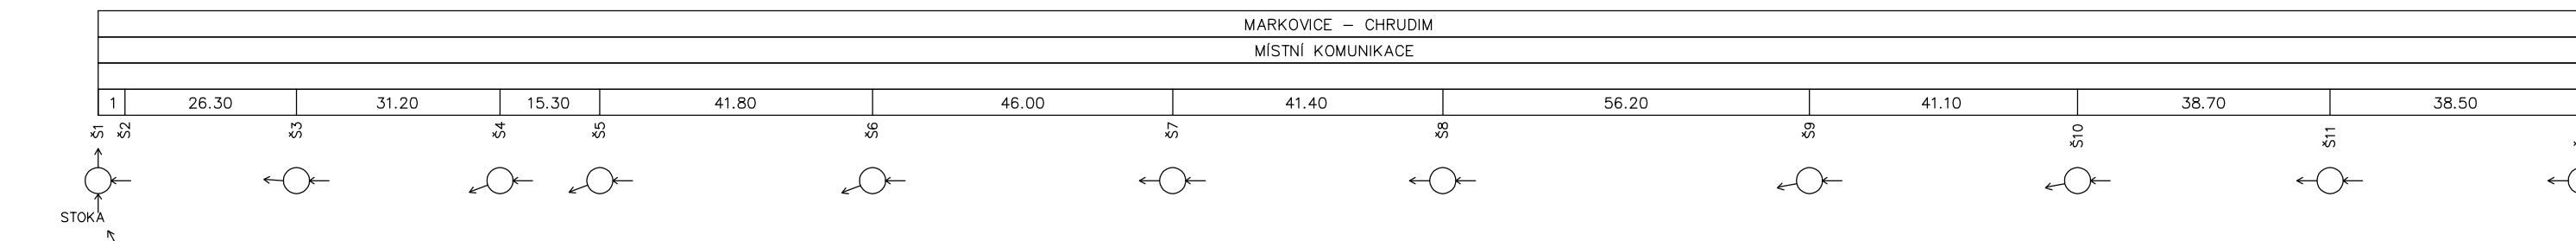 MARKOVICE – CHRUDIM
MÍSTNÍ KOMUNIKACE
1 26.30 31.20 15.30 41.80 46.00 41.40 56.20 41.10 38.70 38.50
Š1 Š2 Š3 Š4 Š5 Š6 Š7 Š8 Š9 Š10 Š11
STOKA